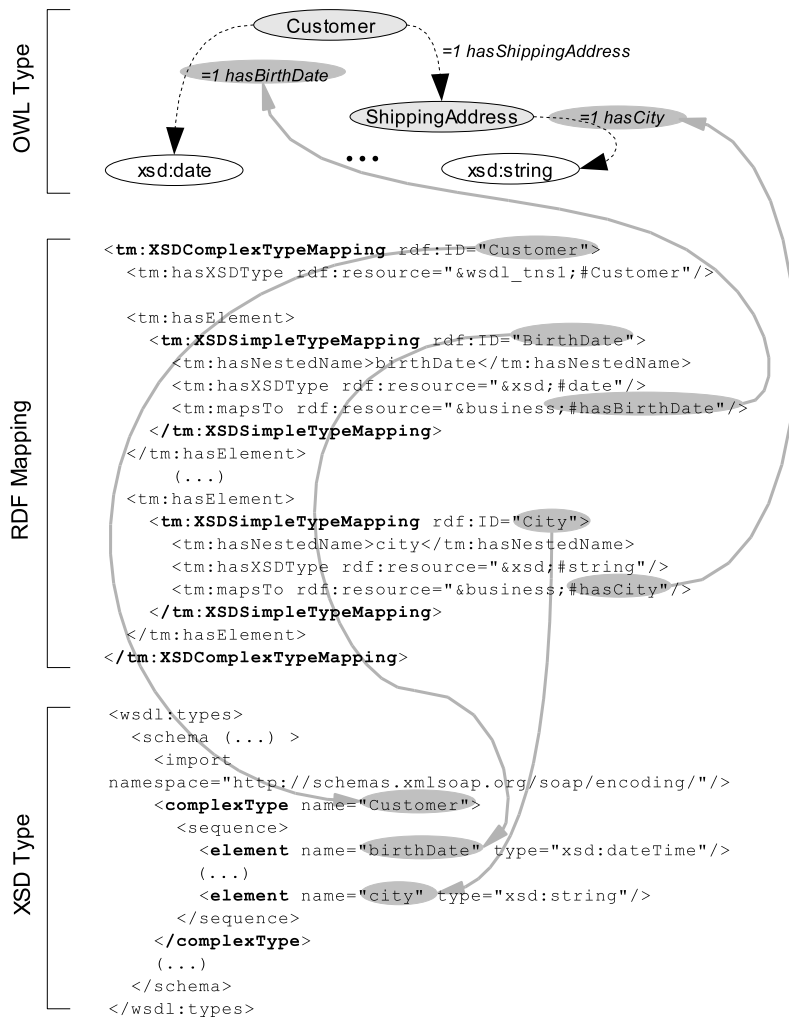 OWL Type
Customer
=1 hasShippingAddress
=1 hasBirthDate
ShippingAddress
=1 hasCity
...
xsd:date
xsd:string
RDF Mapping
<tm:XSDComplexTypeMapping rdf:ID="Customer">
<tm:hasXSDType rdf:resource="&wsdl_tns1;#Customer"/>
<tm:hasElement>
<tm:XSDSimpleTypeMapping rdf:ID="BirthDate">
<tm:hasNestedName>birthDate</tm:hasNestedName>
<tm:hasXSDType rdf:resource="&xsd;#date"/>
<tm:mapsTo rdf:resource="&business;#hasBirthDate"/>
</tm:XSDSimpleTypeMapping>
</tm:hasElement>
(...)
<tm:hasElement>
<tm:XSDSimpleTypeMapping rdf:ID="City">
<tm:hasNestedName>city</tm:hasNestedName>
<tm:hasXSDType rdf:resource="&xsd;#string"/>
<tm:mapsTo rdf:resource="&business;#hasCity"/>
</tm:XSDSimpleTypeMapping>
</tm:hasElement>
</tm:XSDComplexTypeMapping>
XSD Type
<wsdl:types>
<schema (...) >
<import
namespace="http://schemas.xmlsoap.org/soap/encoding/"/>
<complexType name="Customer">
<sequence>
<element name="birthDate" type="xsd:dateTime"/>
(...)
<element name="city" type="xsd:string"/>
</sequence>
</complexType>
(...)
</schema>
</wsdl:types>